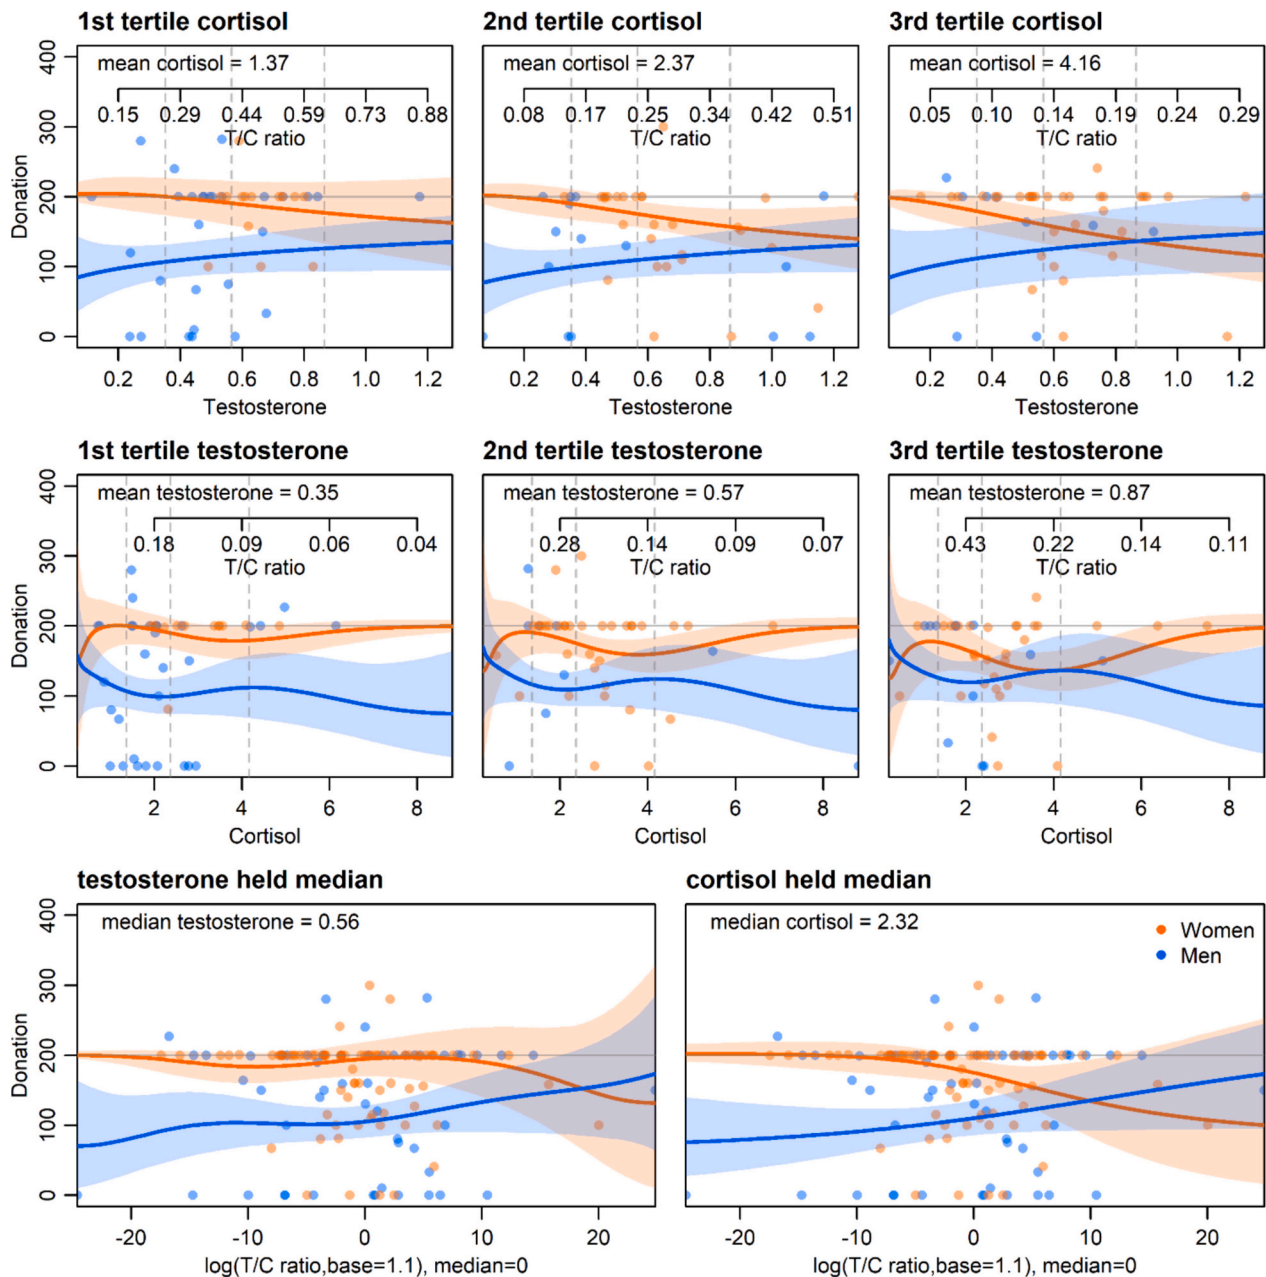 1st tertile cortisol 2nd tertile cortisol 3rd tertile cortisol
mean cortisol = 1.37 mean cortisol = 2.37 mean cortisol = 4.16
0.15 0.29 0.44 0.59 0.73 0.88 0.08 0.17 0.25 0.34 0.42 0.51 0.05 0.10 0.14 0.19 0.24 0.29
T/C ratio T/C ratio T/C ratio
400
300
200
100
0
Donation
0.2 0.4 0.6 0.8 1.0 1.2 0.2 0.4 0.6 0.8 1.0 1.2 0.2 0.4 0.6 0.8 1.0 1.2
Testosterone Testosterone Testosterone
1st tertile testosterone 2nd tertile testosterone 3rd tertile testosterone
mean testosterone = 0.35 mean testosterone = 0.57 mean testosterone = 0.87
0.18 0.09 0.06 0.04 0.28 0.14 0.09 0.07 0.43 0.22 0.14 0.11
T/C ratio T/C ratio T/C ratio
400
300
200
100
0
Donation
2 4 6 8 2 4 6 8 2 4 6 8
Cortisol Cortisol Cortisol
testosterone held median cortisol held median
median testosterone = 0.56 median cortisol = 2.32
Women
Men
400
300
200
100
0
Donation
-20 -10 0 10 20 -20 -10 0 10 20
log(T/C ratio,base=1.1), median=0 log(T/C ratio,base=1.1), median=0